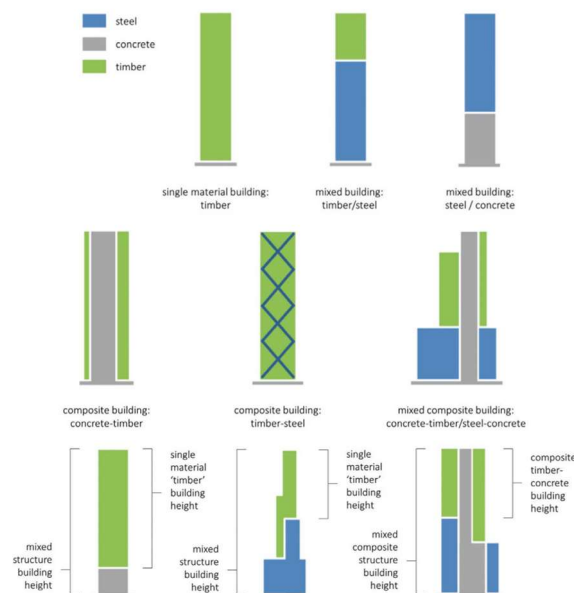 steel
concrete
timber
single material building:
timber
mixed building:
timber/steel
mixed building:
steel / concrete
composite building:
concrete-timber
composite building:
timber-steel
mixed composite building:
concrete-timber/steel-concrete
mixed
structure
building
height
single
material
'timber'
building
height
mixed
structure
building
height
single
material
'timber'
building
height
mixed
composite
structure
building
height
composite
timber-
concrete
building
height